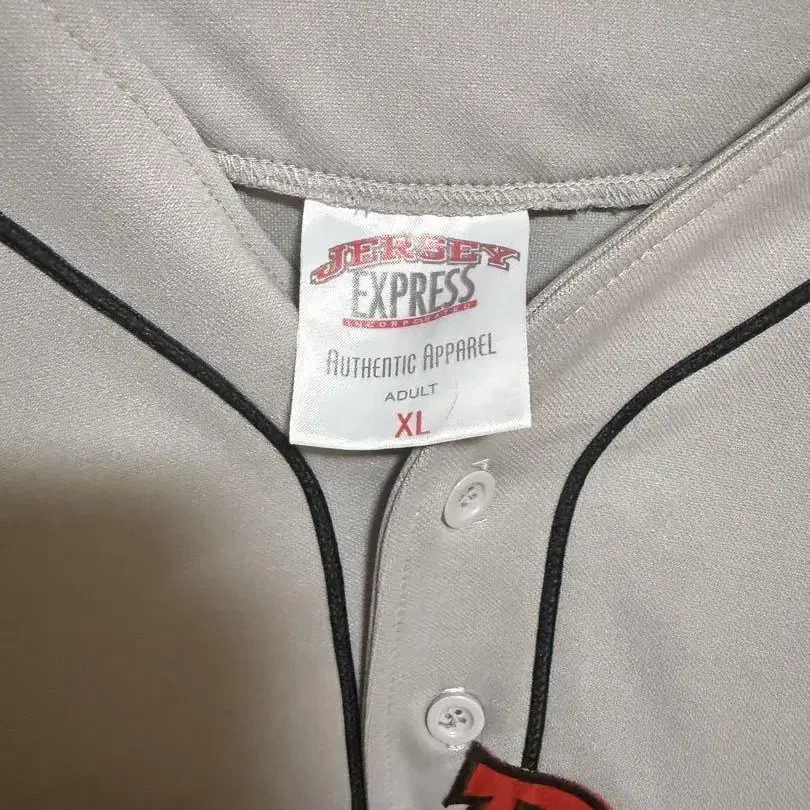 JERSEY
EXPRESS
INCORPORATED
AUTHENTIC APPAREL
ADULT
XL